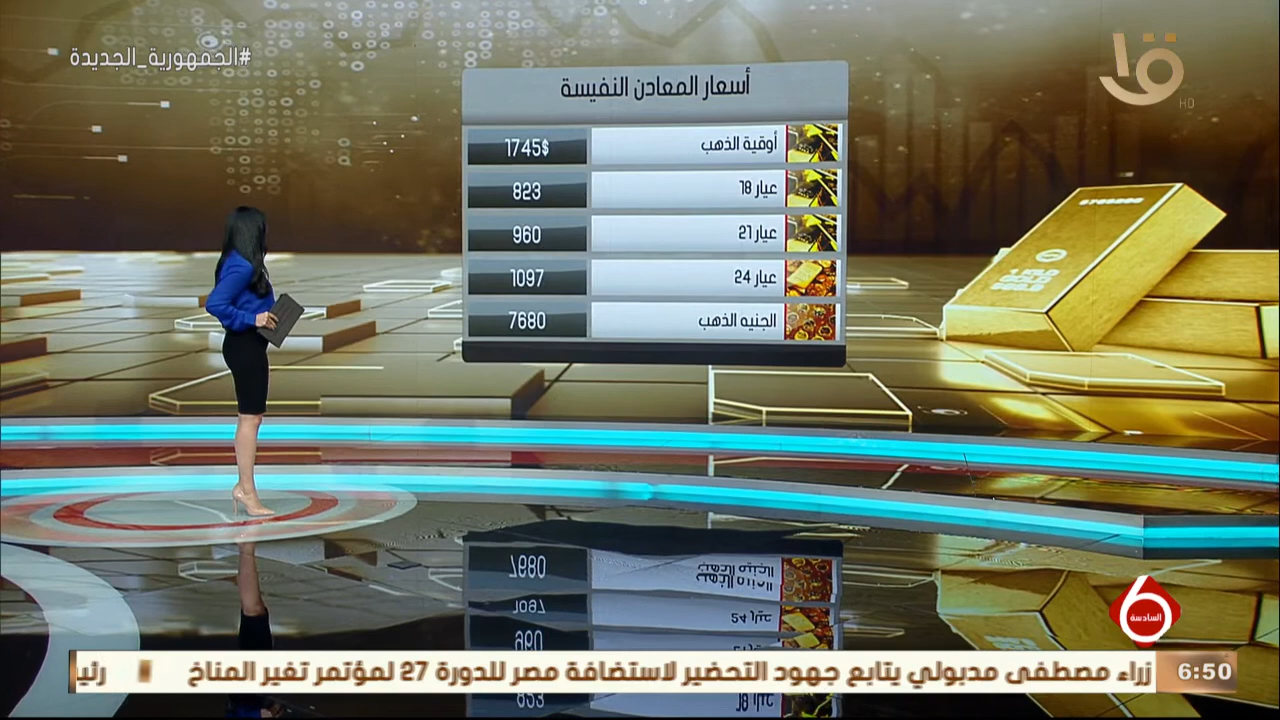 #الجمهورية_الجديدة
HD
أسعار المعادن النفيسة
أوقية الذهب 1745$
عيار 18 823
عيار 21 960
عيار 24 1097
الجنيه الذهب 7680
السادسة
6:50 زراء مصطفى مدبولي يتابع جهود التحضير لاستضافة مصر للدورة 27 لمؤتمر تغير المناخ